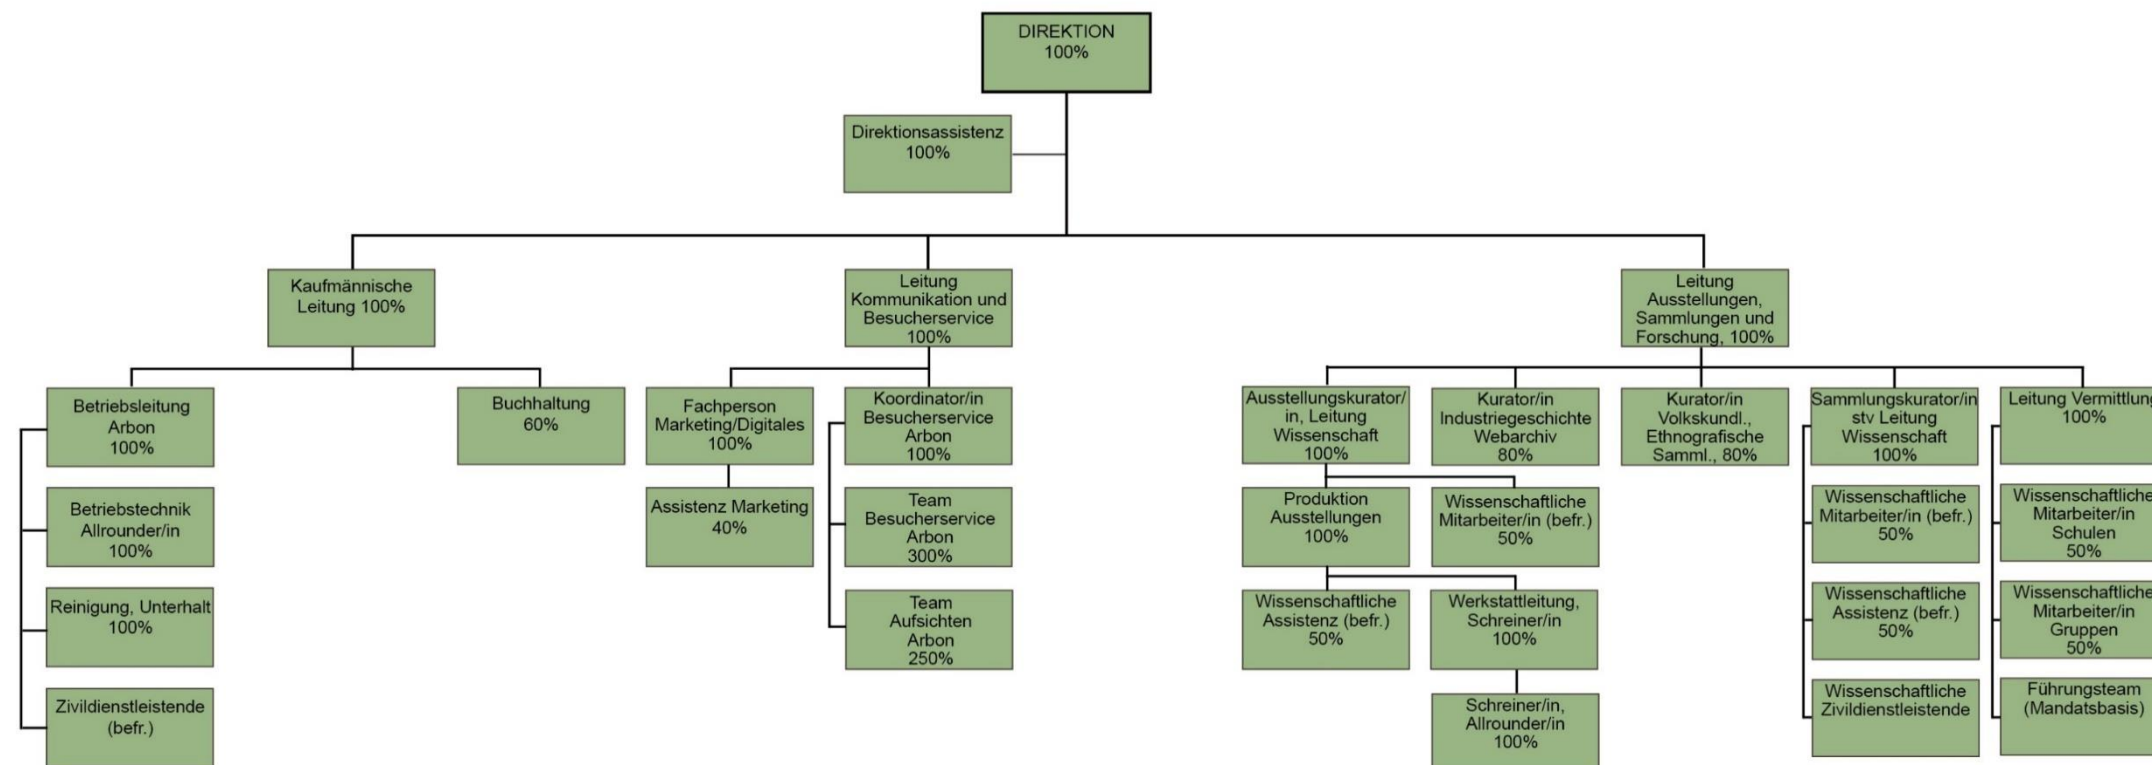 DIREKTION
100%
Direktionsassistenz
100%
Kaufmännische
Leitung 100%
Leitung
Kommunikation und
Besucherservice
100%
Leitung
Ausstellungen,
Sammlungen und
Forschung, 100%
Betriebsleitung
Arbon
100%
Buchhaltung
60%
Fachperson
Marketing/Digitales
100%
Koordinator/in
Besucherservice
Arbon
100%
Ausstellungskurator/
in, Leitung
Wissenschaft
100%
Kurator/in
Industriegeschichte
Webarchiv
80%
Kurator/in
Volkskundl.,
Ethnografische
Samml., 80%
Sammlungskurator/in
stv Leitung
Wissenschaft
100%
Leitung Vermittlung
100%
Betriebstechnik
Allrounder/in
100%
Assistenz Marketing
40%
Team
Besucherservice
Arbon
300%
Produktion
Ausstellungen
100%
Wissenschaftliche
Mitarbeiter/in (befr.)
50%
Wissenschaftliche
Mitarbeiter/in (befr.)
50%
Wissenschaftliche
Mitarbeiter/in
Schulen
50%
Reinigung, Unterhalt
100%
Team
Aufsichten
Arbon
250%
Wissenschaftliche
Assistenz (befr.)
50%
Werkstattleitung,
Schreiner/in
100%
Wissenschaftliche
Assistenz (befr.)
50%
Wissenschaftliche
Mitarbeiter/in
Gruppen
50%
Zivildienstleistende
(befr.)
Schreiner/in,
Allrounder/in
100%
Wissenschaftliche
Zivildienstleistende
Führungsteam
(Mandatsbasis)